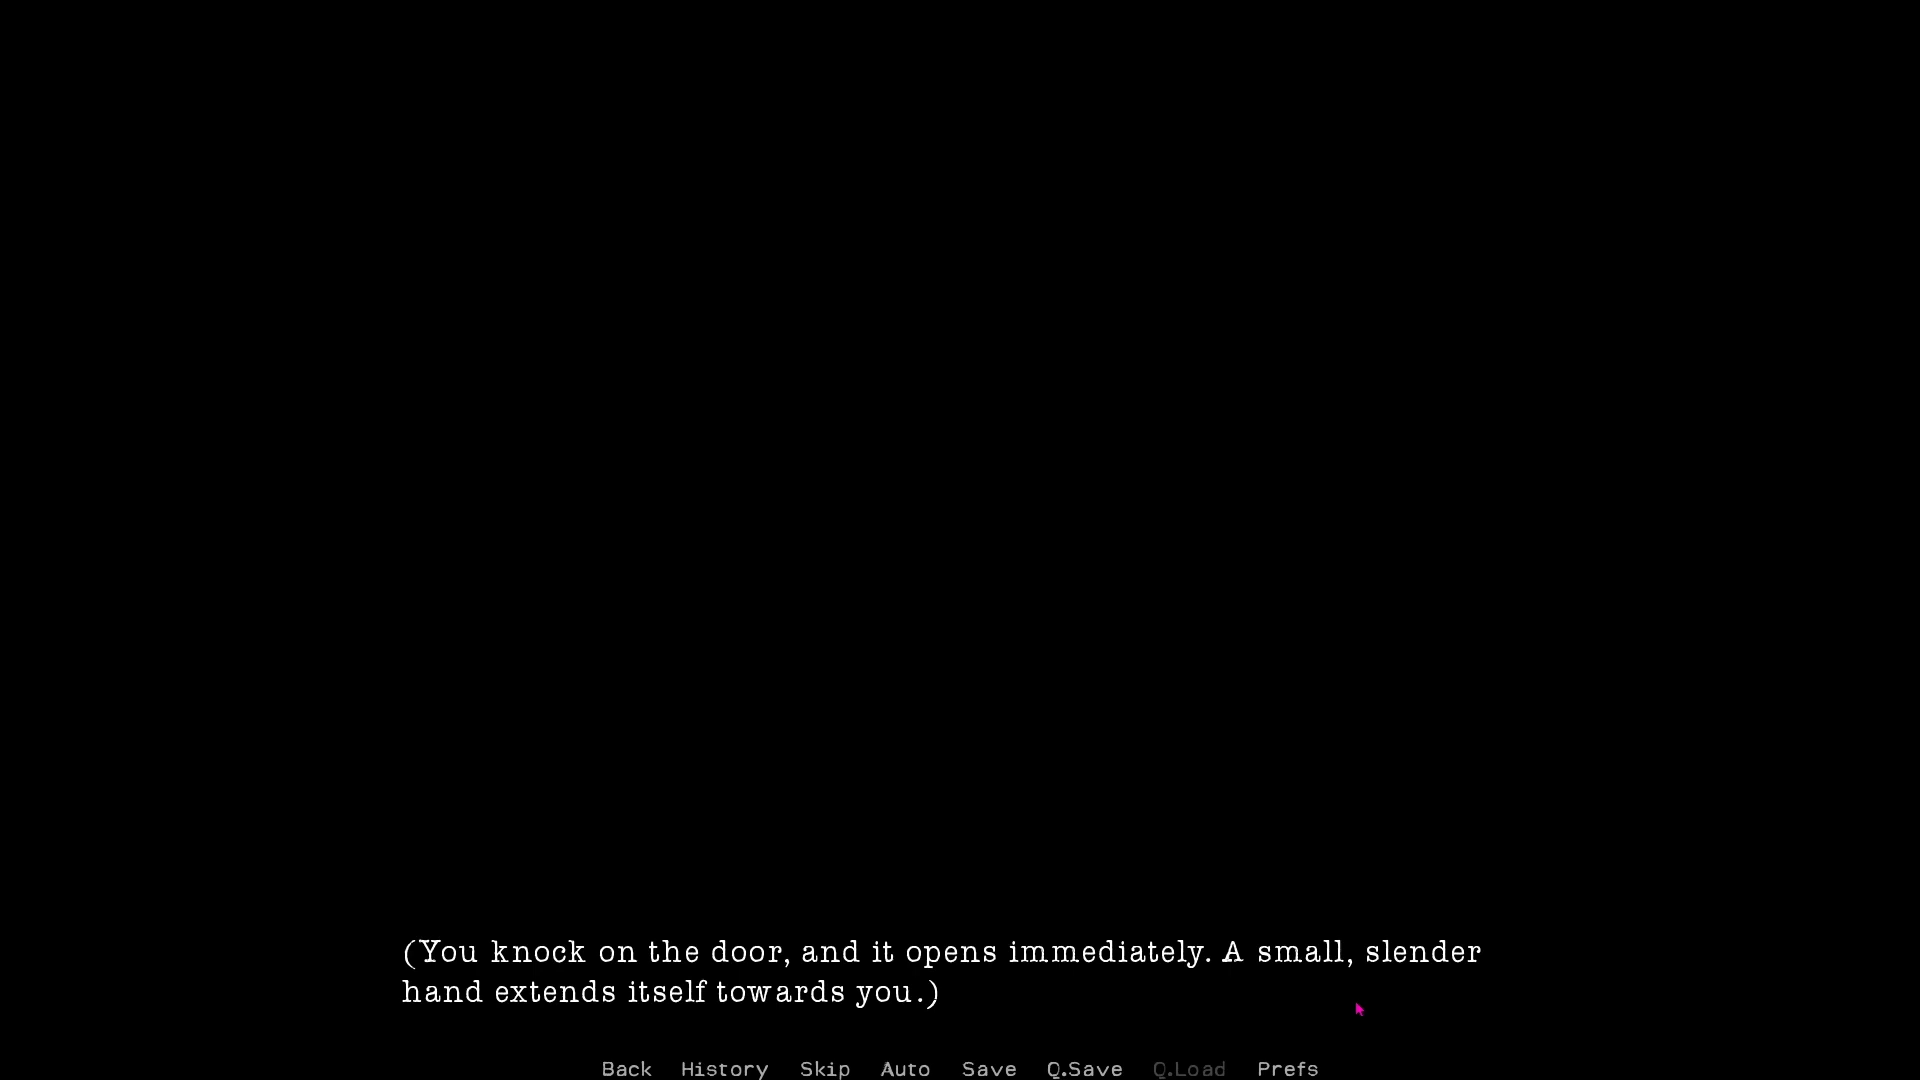 (You knock on the door, and it opens immediately. A small, slender
hand extends itself towards you.)
Back History Skip Auto Save Q.Save Q.Load Prefs